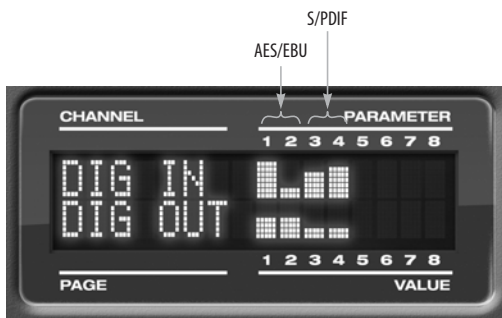 S/PDIF
AES/EBU
CHANNEL PARAMETER
1 2 3 4 5 6 7 8
DIG IN
DIG OUT
1 2 3 4 5 6 7 8
PAGE VALUE